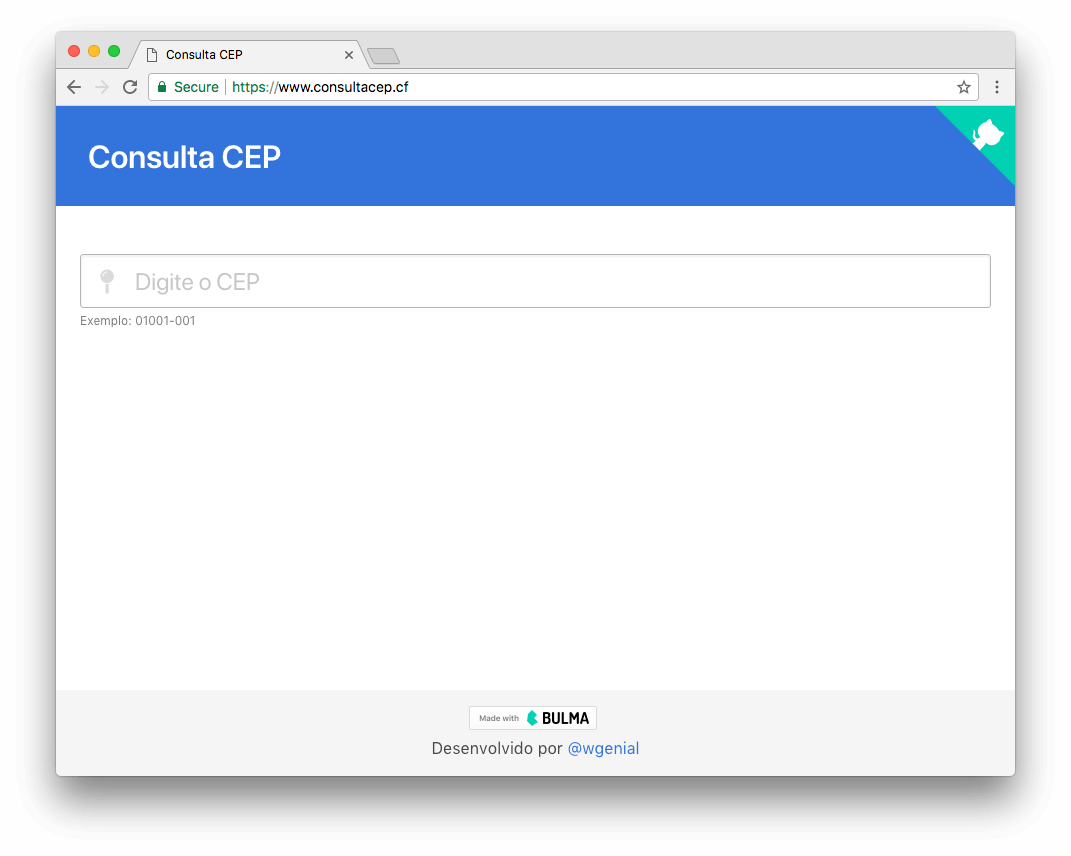 Consulta CEP
Secure https://www.consultacep.cf
Consulta CEP
Digite o CEP
Exemplo: 01001-001
Made with BULMA
Desenvolvido por @wgenial